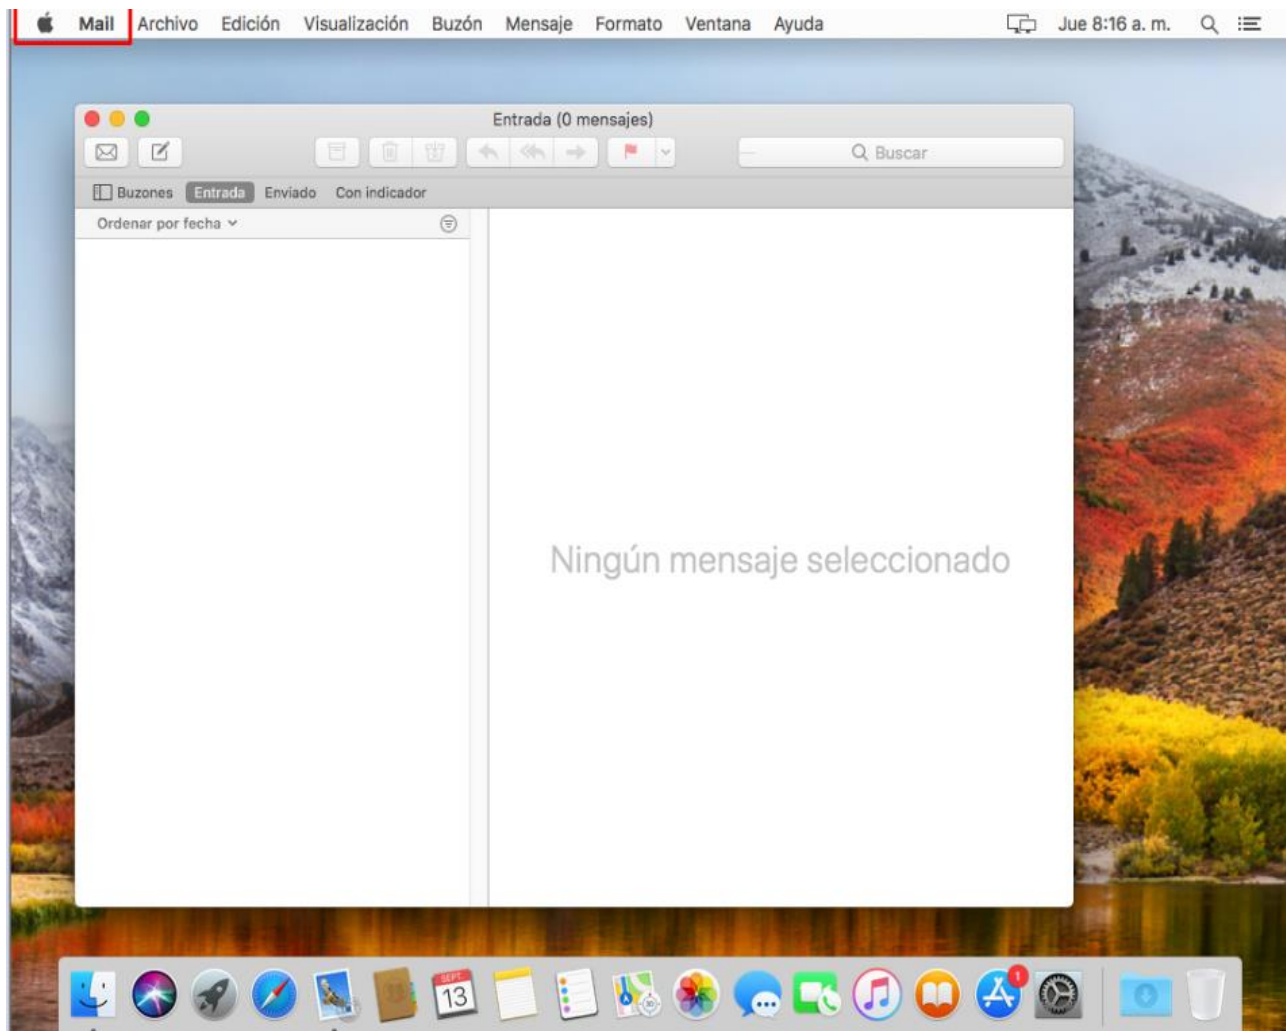 Mail Archivo Edición Visualización Buzón Mensaje Formato Ventana Ayuda Jue 8:16 a. m.
Entrada (0 mensajes)
Buscar
Buzones Entrada Enviado Con indicador
Ordenar por fecha
Ningún mensaje seleccionado
1
SEPT.
13